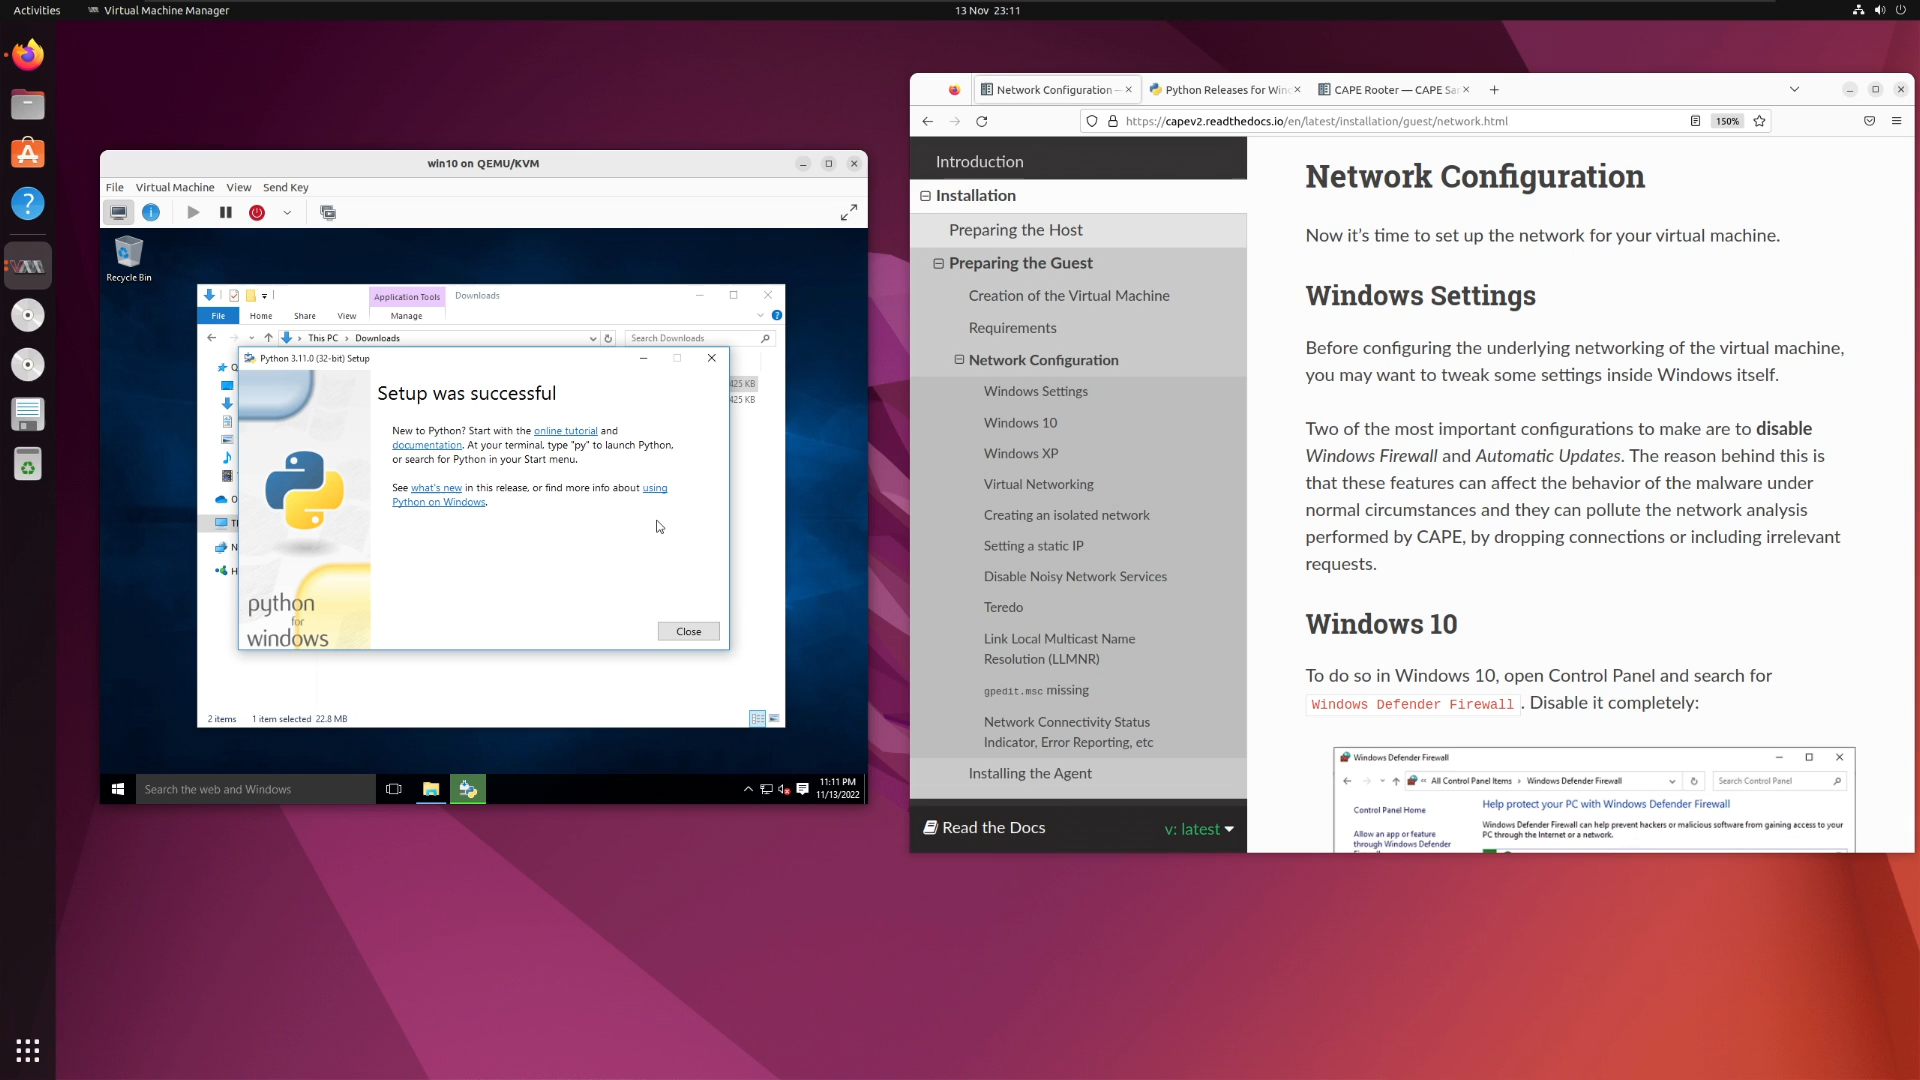 Activities
Virtual Machine Manager
13 Nov 23:11
win10 on QEMU/KVM
File Virtual Machine View Send Key
Recycle Bin
Application Tools Downloads
File Home Share View Manage
This PC › Downloads
Search Downloads
Python 3.11.0 (32-bit) Setup
Setup was successful
425 KB
425 KB
New to Python? Start with the online tutorial and
documentation. At your terminal, type "py" to launch Python,
or search for Python in your Start menu.
See what's new in this release, or find more info about using
Python on Windows.
python
for
windows
Close
2 items 1 item selected 22.8 MB
Search the web and Windows
11:11 PM
11/13/2022
Network Configuration
Python Releases for Win
CAPE Rooter — CAPE Sa
https://capev2.readthedocs.io/en/latest/installation/guest/network.html
150%
Introduction
Installation
Preparing the Host
Preparing the Guest
Creation of the Virtual Machine
Requirements
Network Configuration
Windows Settings
Windows 10
Windows XP
Virtual Networking
Creating an isolated network
Setting a static IP
Disable Noisy Network Services
Teredo
Link Local Multicast Name
Resolution (LLMNR)
gpedit.msc missing
Network Connectivity Status
Indicator, Error Reporting, etc
Installing the Agent
Read the Docs
v: latest
Network Configuration
Now it’s time to set up the network for your virtual machine.
Windows Settings
Before configuring the underlying networking of the virtual machine,
you may want to tweak some settings inside Windows itself.
Two of the most important configurations to make are to disable
Windows Firewall and Automatic Updates. The reason behind this is
that these features can affect the behavior of the malware under
normal circumstances and they can pollute the network analysis
performed by CAPE, by dropping connections or including irrelevant
requests.
Windows 10
To do so in Windows 10, open Control Panel and search for
Windows Defender Firewall. Disable it completely:
Windows Defender Firewall
« All Control Panel Items › Windows Defender Firewall
Search Control Panel
Control Panel Home
Allow an app or feature
through Windows Defender
Help protect your PC with Windows Defender Firewall
Windows Defender Firewall can help prevent hackers or malicious software from gaining access to your
PC through the Internet or a network.